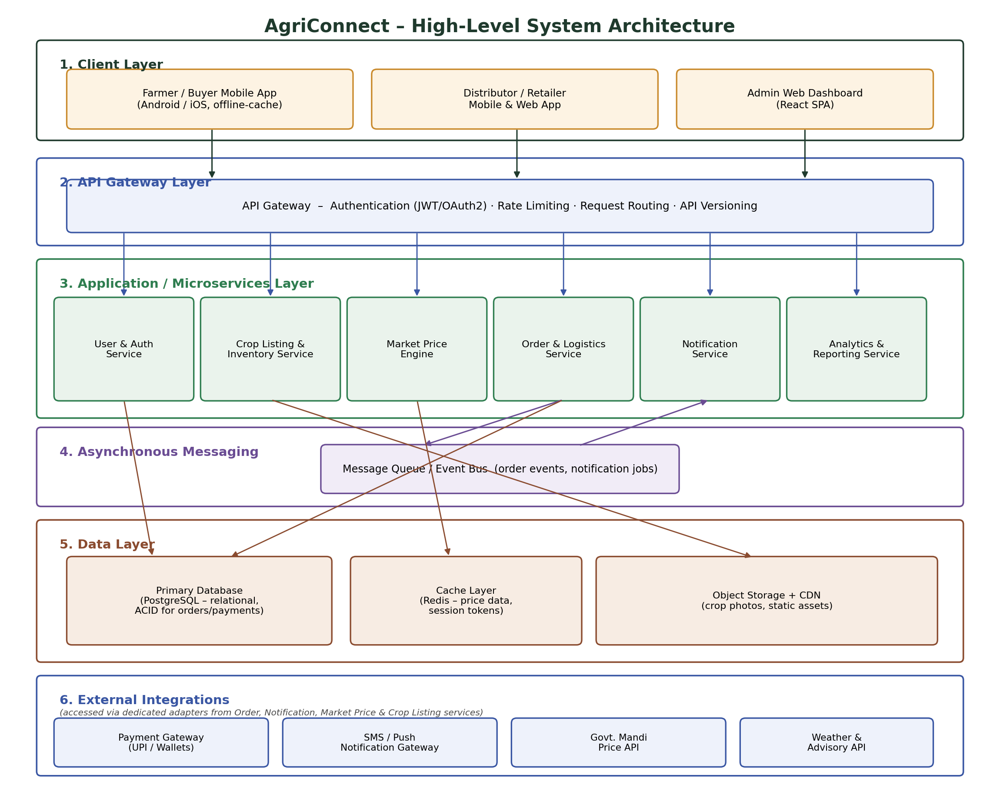 AgriConnect – High-Level System Architecture
1. Client Layer
Farmer / Buyer Mobile App
(Android / iOS, offline-cache)
Distributor / Retailer
Mobile & Web App
Admin Web Dashboard
(React SPA)
2. API Gateway Layer
API Gateway – Authentication (JWT/OAuth2) · Rate Limiting · Request Routing · API Versioning
3. Application / Microservices Layer
User & Auth
Service
Crop Listing &
Inventory Service
Market Price
Engine
Order & Logistics
Service
Notification
Service
Analytics &
Reporting Service
4. Asynchronous Messaging
Message Queue / Event Bus (order events, notification jobs)
5. Data Layer
Primary Database
(PostgreSQL – relational,
ACID for orders/payments)
Cache Layer
(Redis – price data,
session tokens)
Object Storage + CDN
(crop photos, static assets)
6. External Integrations
(accessed via dedicated adapters from Order, Notification, Market Price & Crop Listing services)
Payment Gateway
(UPI / Wallets)
SMS / Push
Notification Gateway
Govt. Mandi
Price API
Weather &
Advisory API